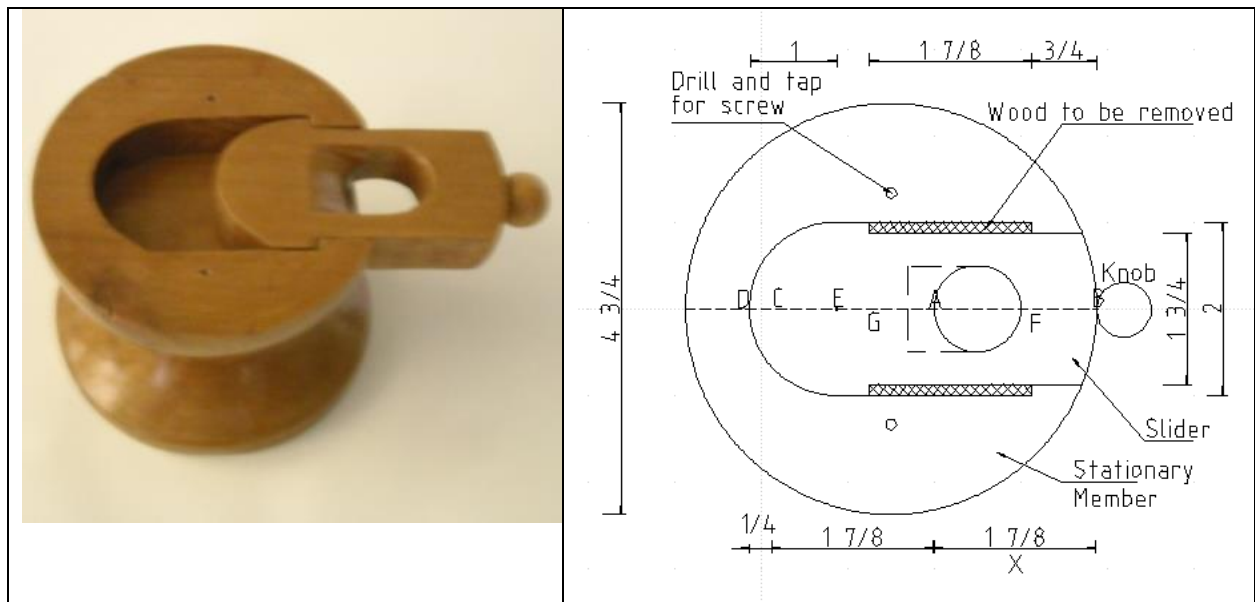 1
1 7/8
3/4
Drill and tap
for screw
Wood to be removed
Knob
D
C
E
A
B
G
F
4 3/4
1 3/4
2
Slider
Stationary
Member
1/4
1 7/8
1 7/8
X